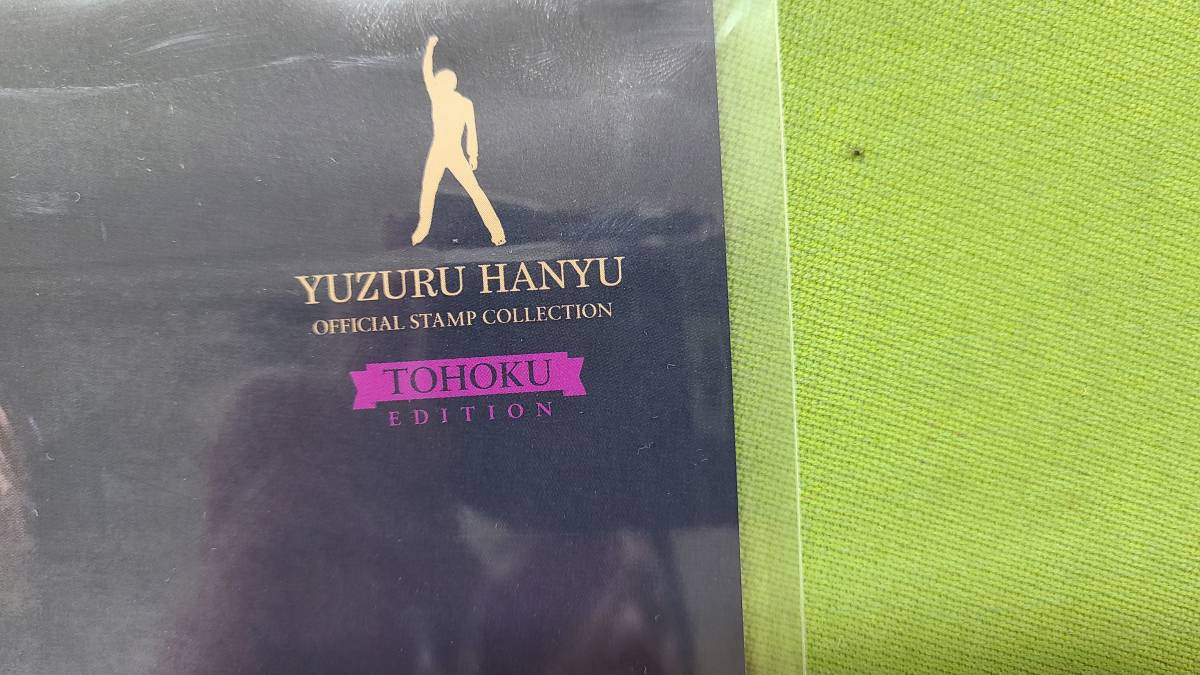 YUZURU HANYU
OFFICIAL STAMP COLLECTION
TOHOKU
EDITION